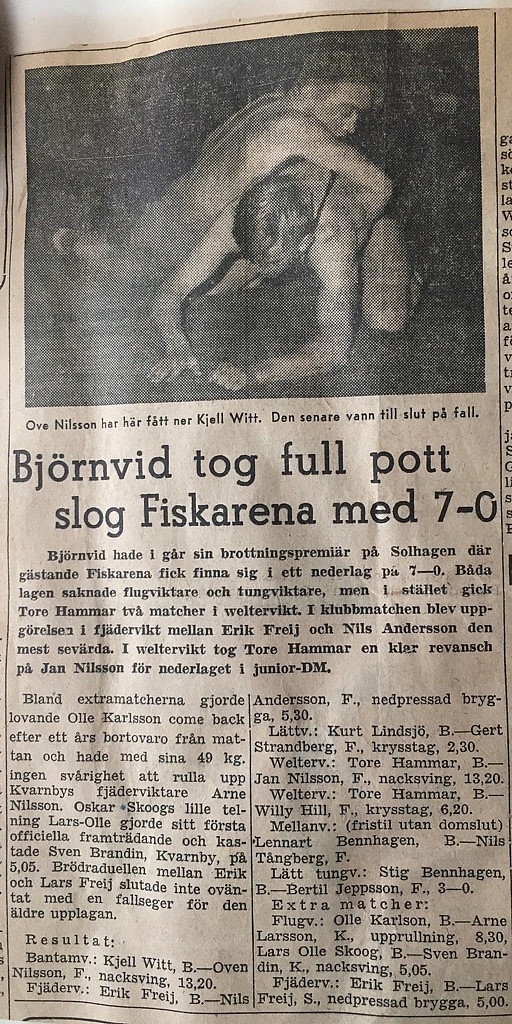 Ove Nilsson har här fått ner Kjell Witt. Den senare vann till slut på fall.
Björnvid tog full pott
slog Fiskarena med 7-0
Björnvid hade i går sin brottningspremiär på Solhagen där
gästande Fiskarena fick finna sig i ett nederlag på 7—0. Båda
lagen saknade flugviktare och tungviktare, men i stället gick
Tore Hammar två matcher i weltervikt. I klubbmatchen blev upp-
görelsen i fjädervikt mellan Erik Freij och Nils Andersson den
mest sevärda. I weltervikt tog Tore Hammar en klar revansch
på Jan Nilsson för nederlaget i junior-DM.
Bland extramatcherna gjorde
lovande Olle Karlsson come back
efter ett års bortovaro från mat-
tan och hade med sina 49 kg.
ingen svårighet att rulla upp
Kvarnbys fjäderviktare Arne
Nilsson. Oskar Skoogs lille tel-
ning Lars-Olle gjorde sitt första
officiella framträdande och kas-
tade Sven Brandin, Kvarnby, på
5,05. Brödraduellen mellan Erik
och Lars Freij slutade inte ovän-
tat med en fallseger för den
äldre upplagan.
Resultat:
Bantamv.: Kjell Witt, B.—Oven
Nilsson, F., nacksving, 13,20.
Fjäderv.: Erik Freij, B.—Nils
Andersson, F., nedpressad bryg-
ga, 5,30.
Lättv.: Kurt Lindsjö, B.—Gert
Strandberg, F., krysstag, 2,30.
Welterv.: Tore Hammar, B.—
Jan Nilsson, F., nacksving, 13,20.
Welterv.: Tore Hammar, B.—
Willy Hill, F., krysstag, 6,20.
Mellanv.: (fristil utan domslut)
Lennart Bennhagen, B.—Nils
Tångberg, F.
Lätt tungv.: Stig Bennhagen,
B.—Bertil Jeppsson, F., 3—0.
Extra matcher:
Flugv.: Olle Karlson, B.—Arne
Larsson, K., upprullning, 8,30,
Lars Olle Skoog, B.—Sven Bran-
din, K., nacksving, 5,05.
Fjäderv.: Erik Freij, B.—Lars
Freij, S., nedpressad brygga, 5,00.